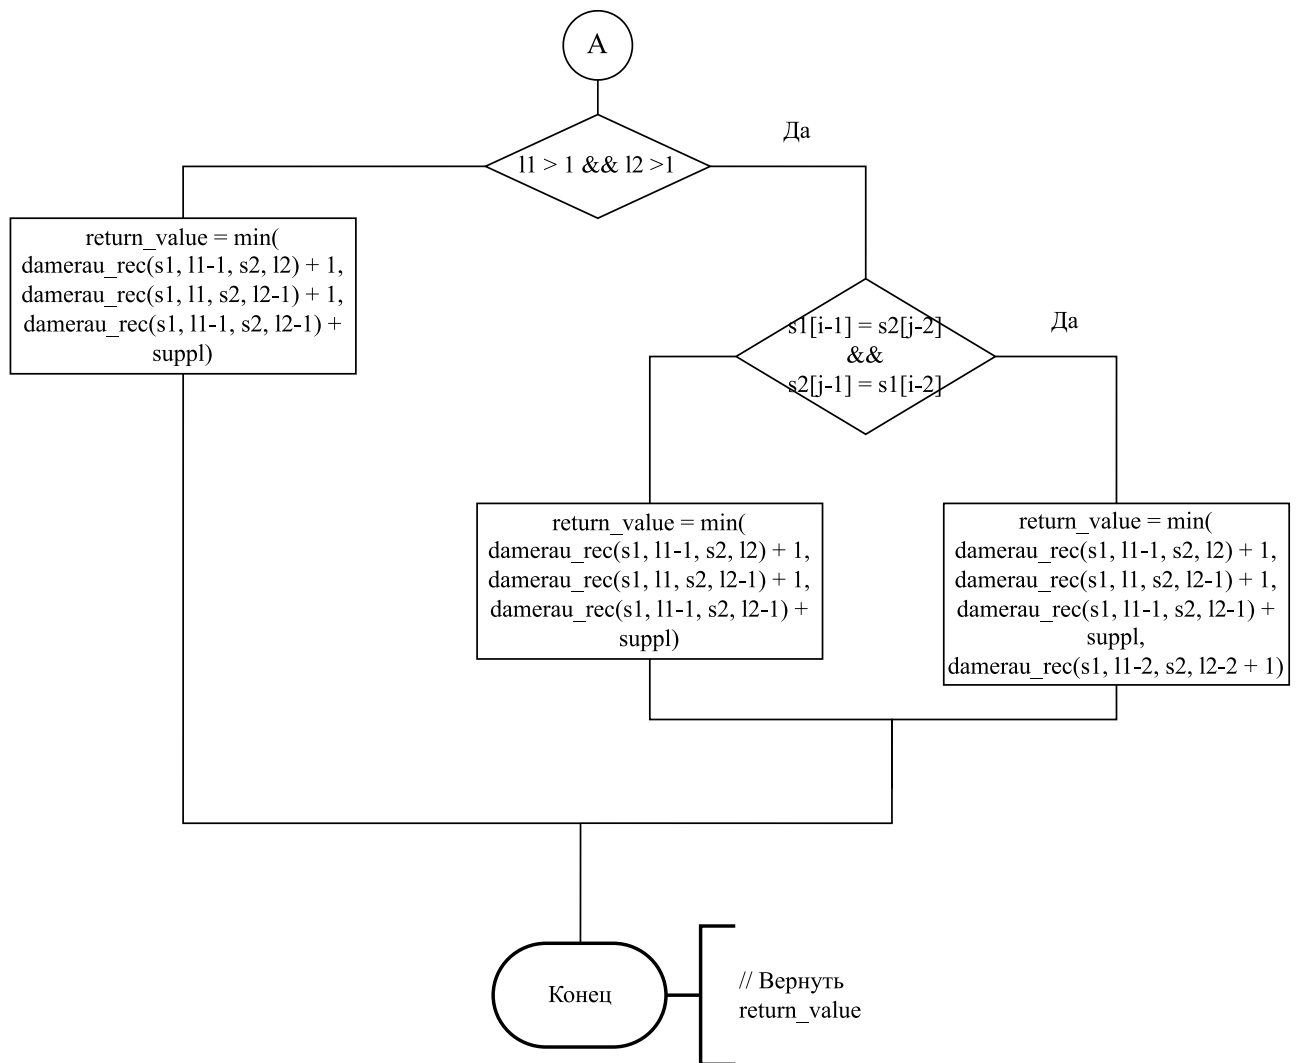 A
Да
l1 > 1 && l2 >1
return_value = min(
damerau_rec(s1, l1-1, s2, l2) + 1,
damerau_rec(s1, l1, s2, l2-1) + 1,
damerau_rec(s1, l1-1, s2, l2-1) +
suppl)
Да
s1[i-1] = s2[j-2]
&&
s2[j-1] = s1[i-2]
return_value = min(
damerau_rec(s1, l1-1, s2, l2) + 1,
damerau_rec(s1, l1, s2, l2-1) + 1,
damerau_rec(s1, l1-1, s2, l2-1) +
suppl)
return_value = min(
damerau_rec(s1, l1-1, s2, l2) + 1,
damerau_rec(s1, l1, s2, l2-1) + 1,
damerau_rec(s1, l1-1, s2, l2-1) +
suppl,
damerau_rec(s1, l1-2, s2, l2-2 + 1)
Конец
// Вернуть
return_value